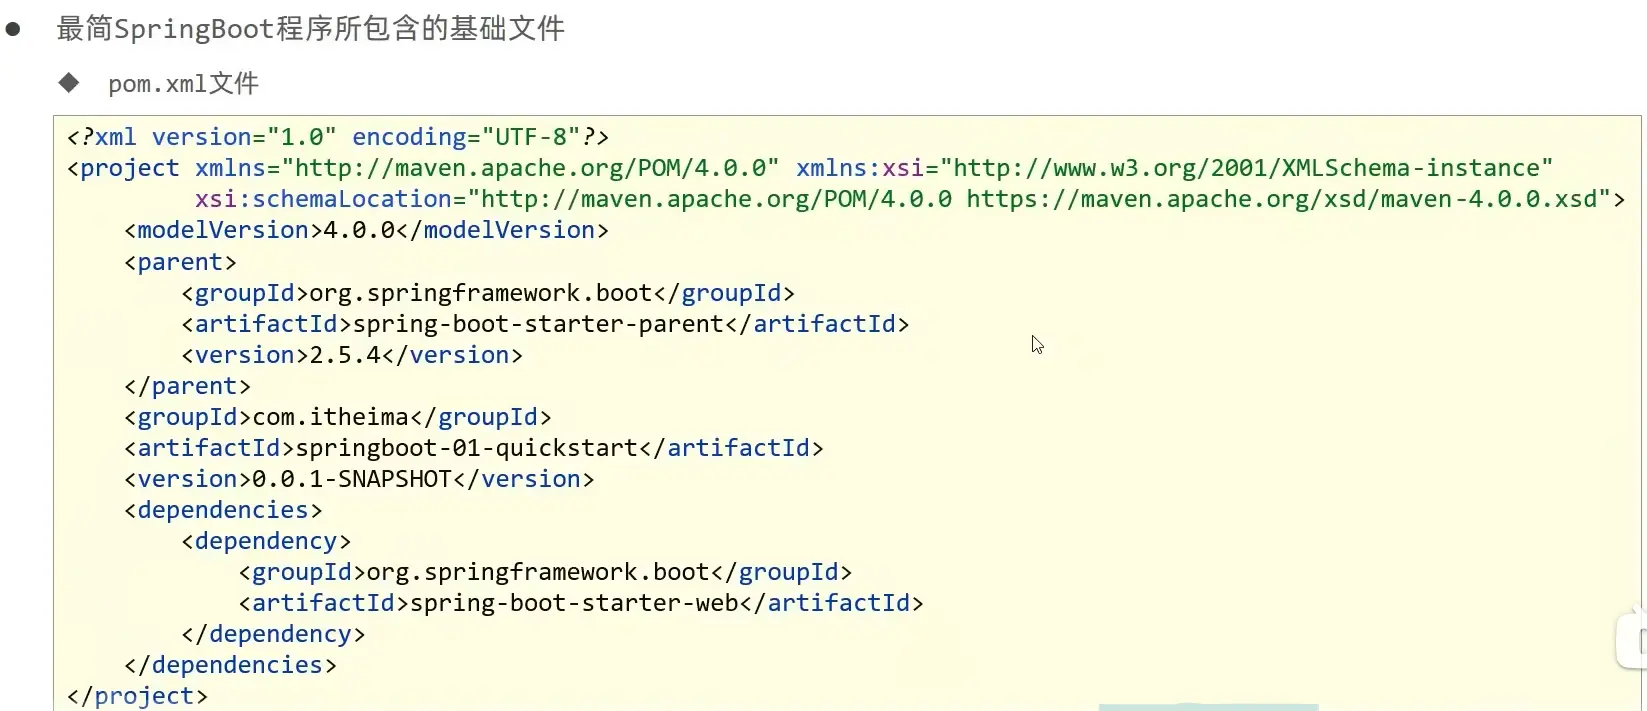 ● 最简SpringBoot程序所包含的基础文件
◆ pom.xml文件
<?xml version="1.0" encoding="UTF-8"?>
<project xmlns="http://maven.apache.org/POM/4.0.0" xmlns:xsi="http://www.w3.org/2001/XMLSchema-instance"
         xsi:schemaLocation="http://maven.apache.org/POM/4.0.0 https://maven.apache.org/xsd/maven-4.0.0.xsd">
    <modelVersion>4.0.0</modelVersion>
    <parent>
        <groupId>org.springframework.boot</groupId>
        <artifactId>spring-boot-starter-parent</artifactId>
        <version>2.5.4</version>
    </parent>
    <groupId>com.itheima</groupId>
    <artifactId>springboot-01-quickstart</artifactId>
    <version>0.0.1-SNAPSHOT</version>
    <dependencies>
        <dependency>
            <groupId>org.springframework.boot</groupId>
            <artifactId>spring-boot-starter-web</artifactId>
        </dependency>
    </dependencies>
</project>